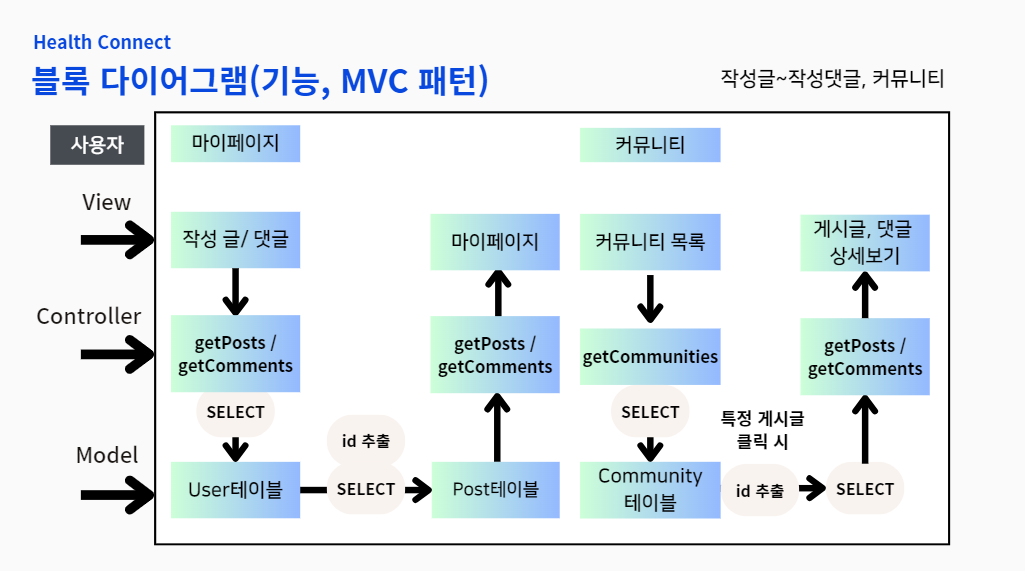 Health Connect
블록 다이어그램(기능, MVC 패턴)
작성글~작성댓글, 커뮤니티
사용자
마이페이지
커뮤니티
View
작성 글/ 댓글
마이페이지
커뮤니티 목록
게시글, 댓글
상세보기
Controller
getPosts /
getComments
getPosts /
getComments
getCommunities
getPosts /
getComments
SELECT
SELECT
특정 게시글
클릭 시
id 추출
Model
User테이블
SELECT
Post테이블
Community
테이블
id 추출
SELECT